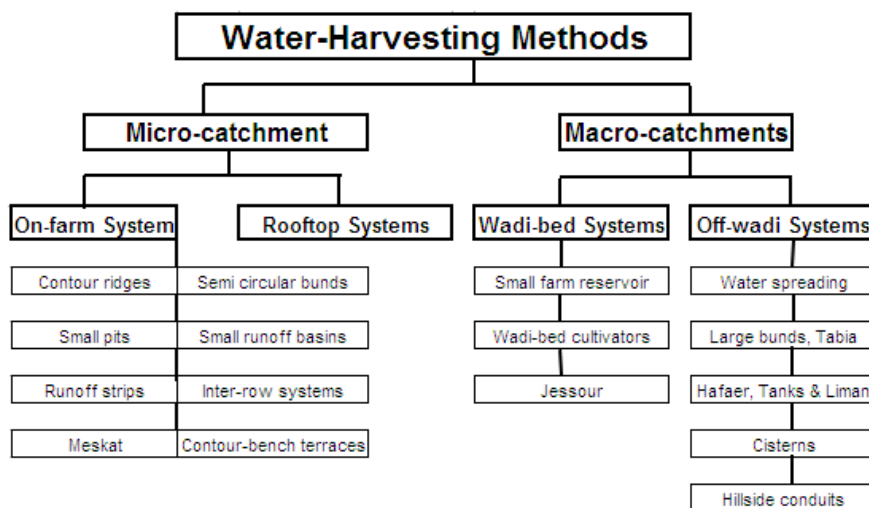 Water-Harvesting Methods
Micro-catchment
Macro-catchments
On-farm System
Rooftop Systems
Wadi-bed Systems
Off-wadi Systems
Contour ridges
Semi circular bunds
Small farm reservoir
Water spreading
Small pits
Small runoff basins
Wadi-bed cultivators
Large bunds, Tabia
Runoff strips
Inter-row systems
Jessour
Hafaer, Tanks & Liman
Meskat
Contour-bench terraces
Cisterns
Hillside conduits